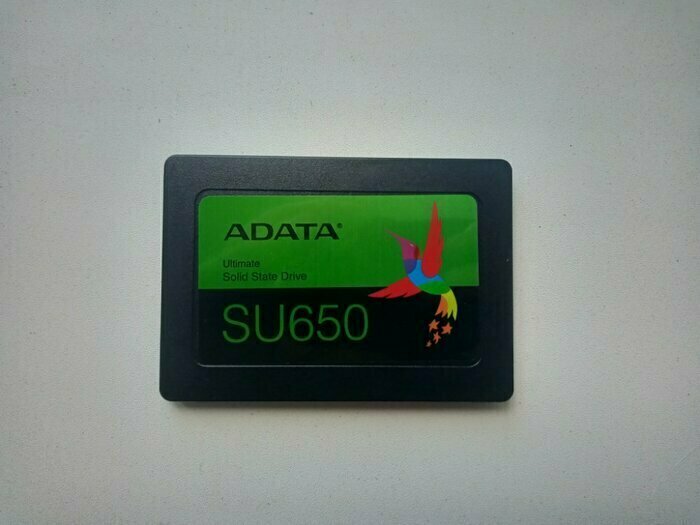 ADATA®
Ultimate
Solid State Drive
SU650